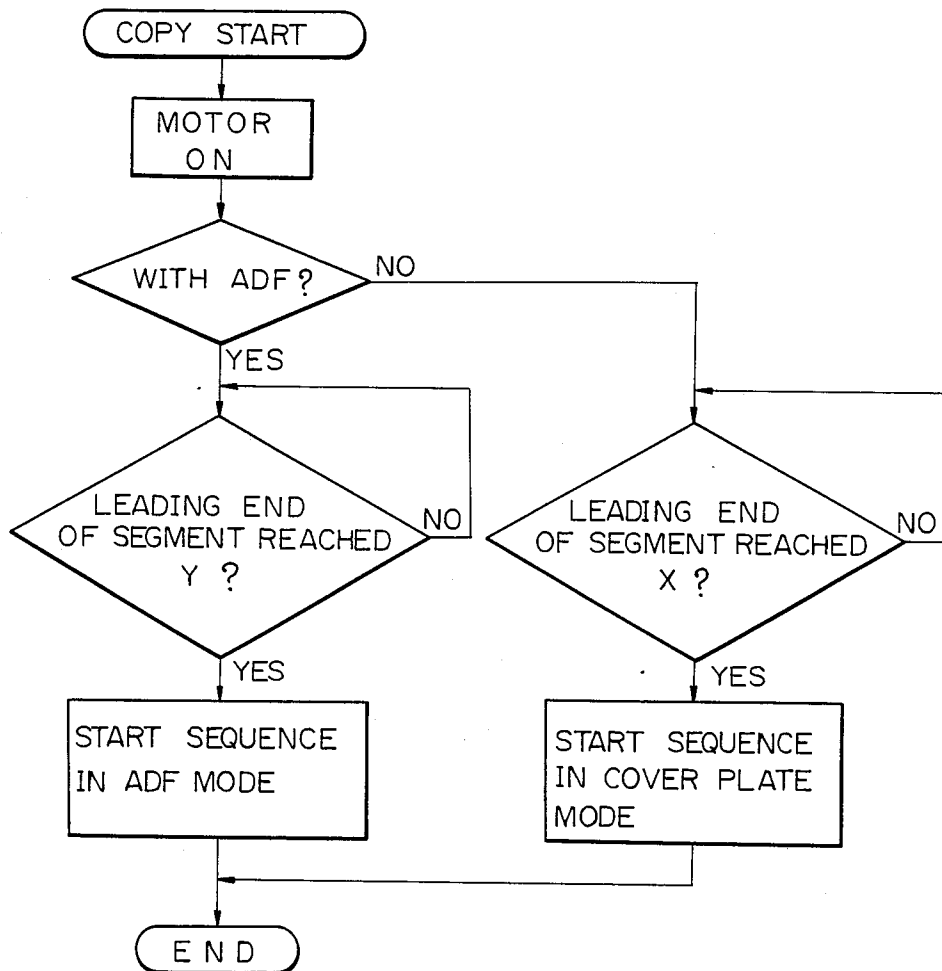 COPY START
MOTOR
ON
WITH ADF?
NO
YES
LEADING END
OF SEGMENT REACHED
Y ?
NO
YES
START SEQUENCE
IN ADF MODE
LEADING END
OF SEGMENT REACHED
X ?
NO
YES
START SEQUENCE
IN COVER PLATE
MODE
END